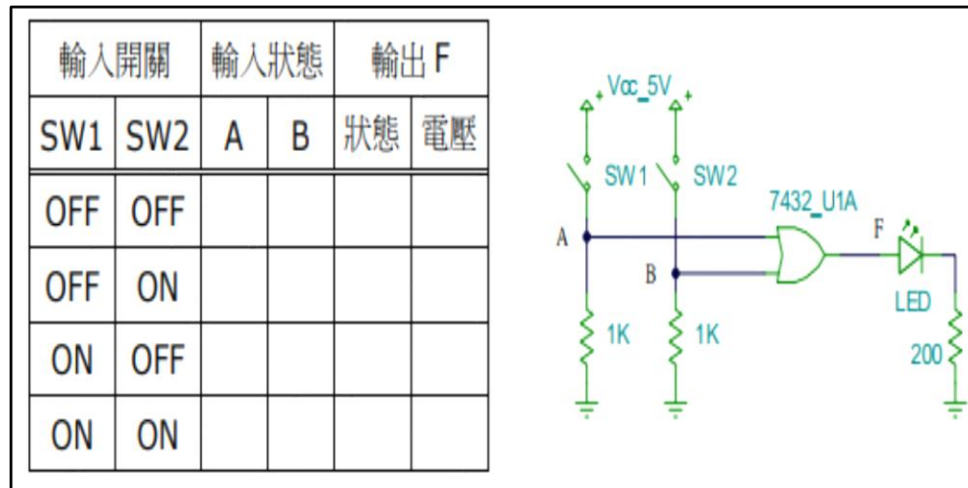 輸入開關 輸入狀態 輸出 F
SW1 SW2 A B 狀態 電壓
OFF OFF
OFF ON
ON OFF
ON ON
Vcc_5V
+ +
SW1 SW2
7432_U1A
A
F
B
LED
1K 1K
200